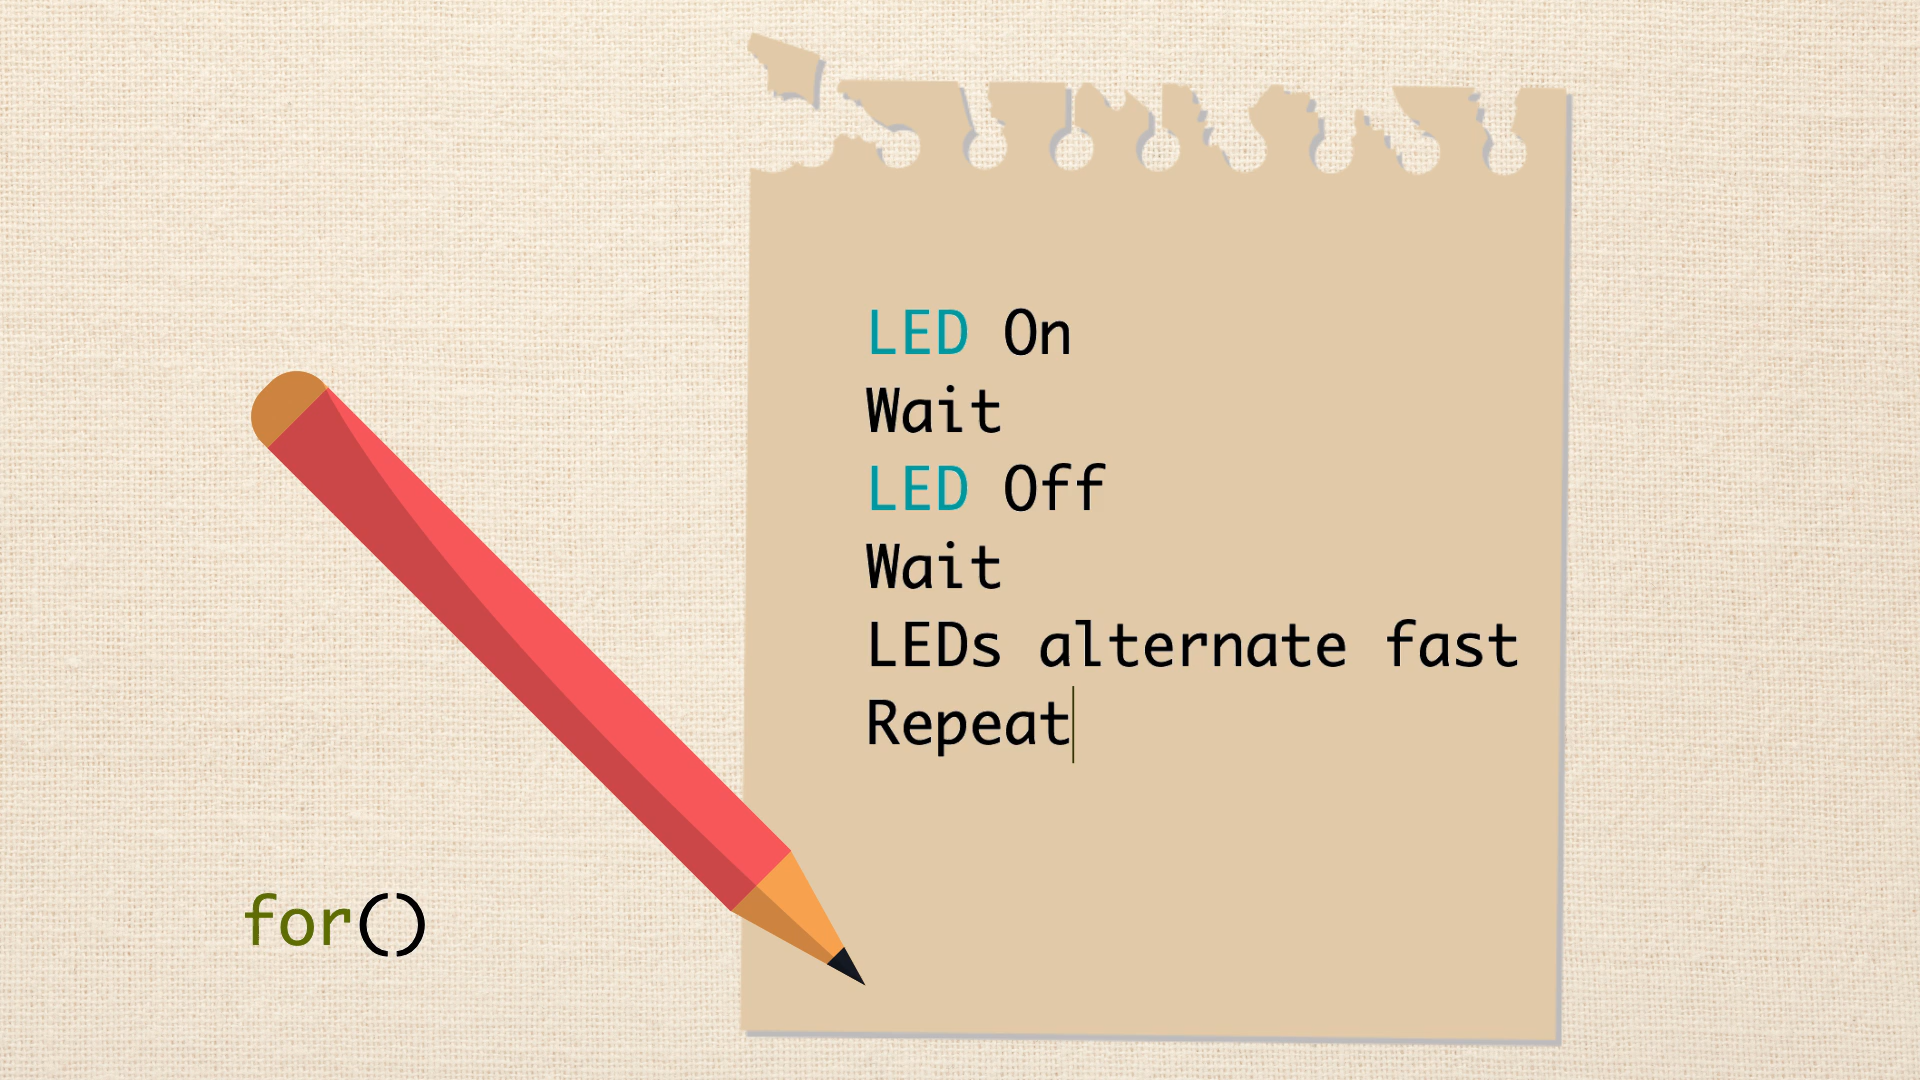 LED On
Wait
LED Off
Wait
LEDs alternate fast
Repeat
for()